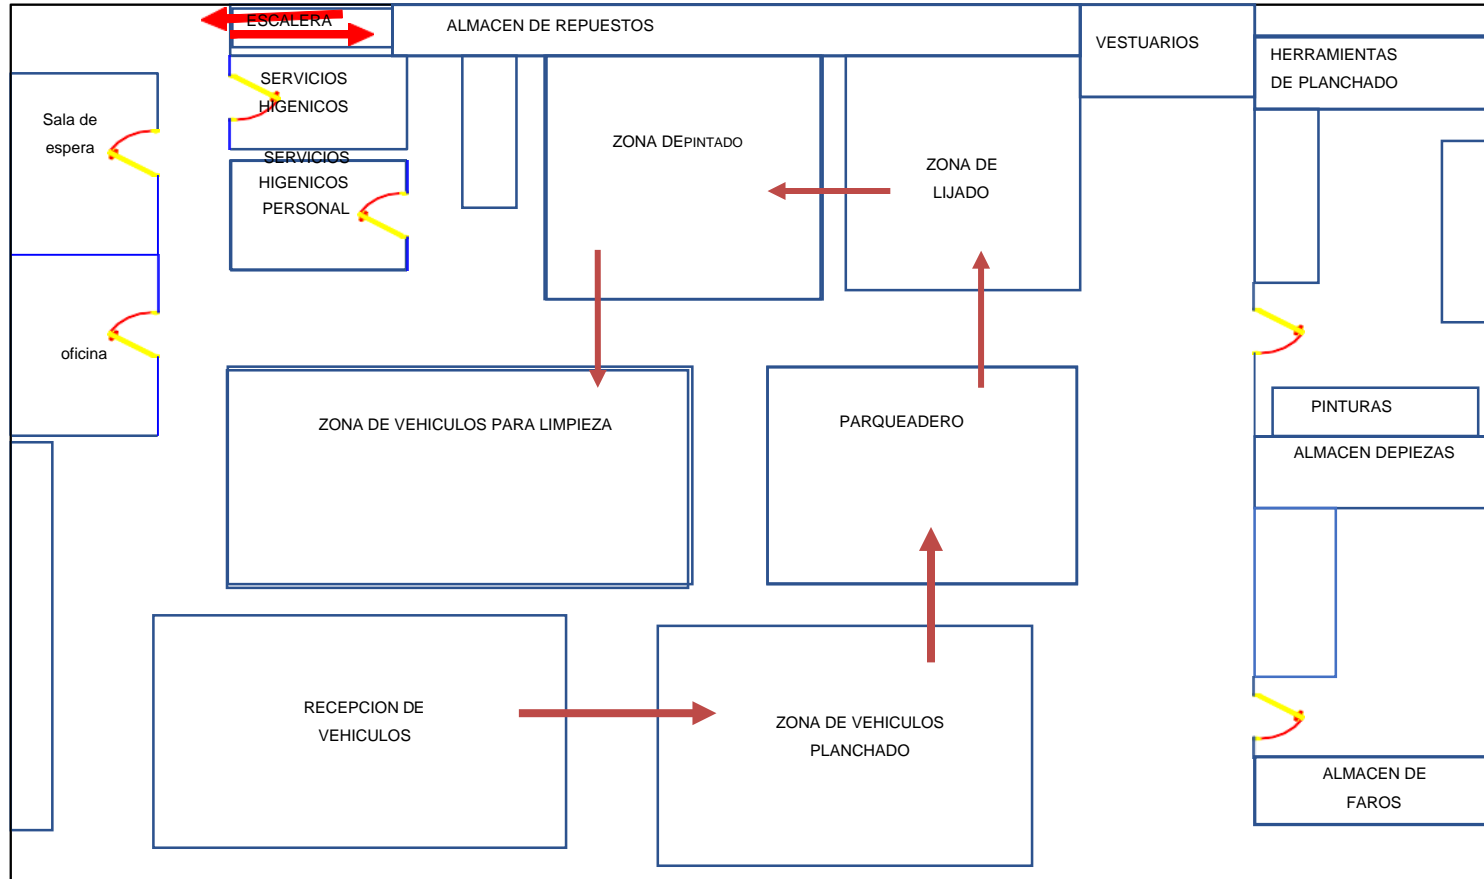 ESCALERA
ALMACEN DE REPUESTOS
VESTUARIOS
HERRAMIENTAS
DE PLANCHADO
SERVICIOS
HIGENICOS
Sala de
espera
ZONA DEPINTADO
SERVICIOS
HIGENICOS
PERSONAL
ZONA DE
LIJADO
oficina
ZONA DE VEHICULOS PARA LIMPIEZA
PARQUEADERO
PINTURAS
ALMACEN DEPIEZAS
RECEPCION DE
VEHICULOS
ZONA DE VEHICULOS
PLANCHADO
ALMACEN DE
FAROS